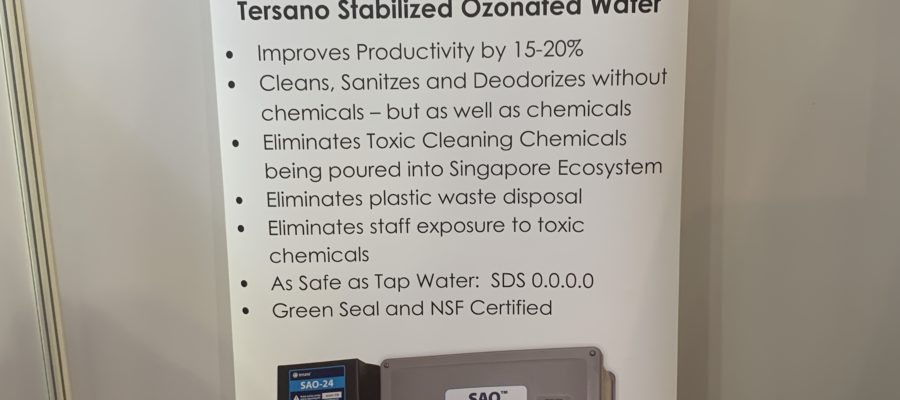 Tersano Stabilized Ozonated Water
• Improves Productivity by 15-20%
• Cleans, Sanitzes and Deodorizes without
chemicals – but as well as chemicals
• Eliminates Toxic Cleaning Chemicals
being poured into Singapore Ecosystem
• Eliminates plastic waste disposal
• Eliminates staff exposure to toxic
chemicals
• As Safe as Tap Water: SDS 0.0.0.0
• Green Seal and NSF Certified
tersano
SAO-24
SAO™